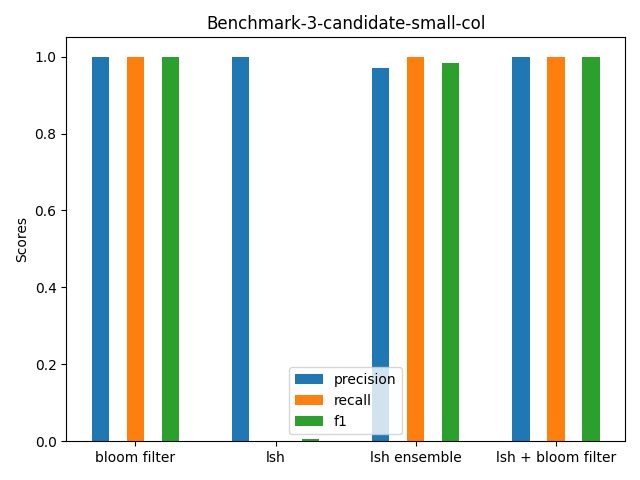 Benchmark-3-candidate-small-col
Scores
1.0
0.8
0.6
0.4
0.2
0.0
precision
recall
f1
bloom filter
lsh
lsh ensemble
lsh + bloom filter